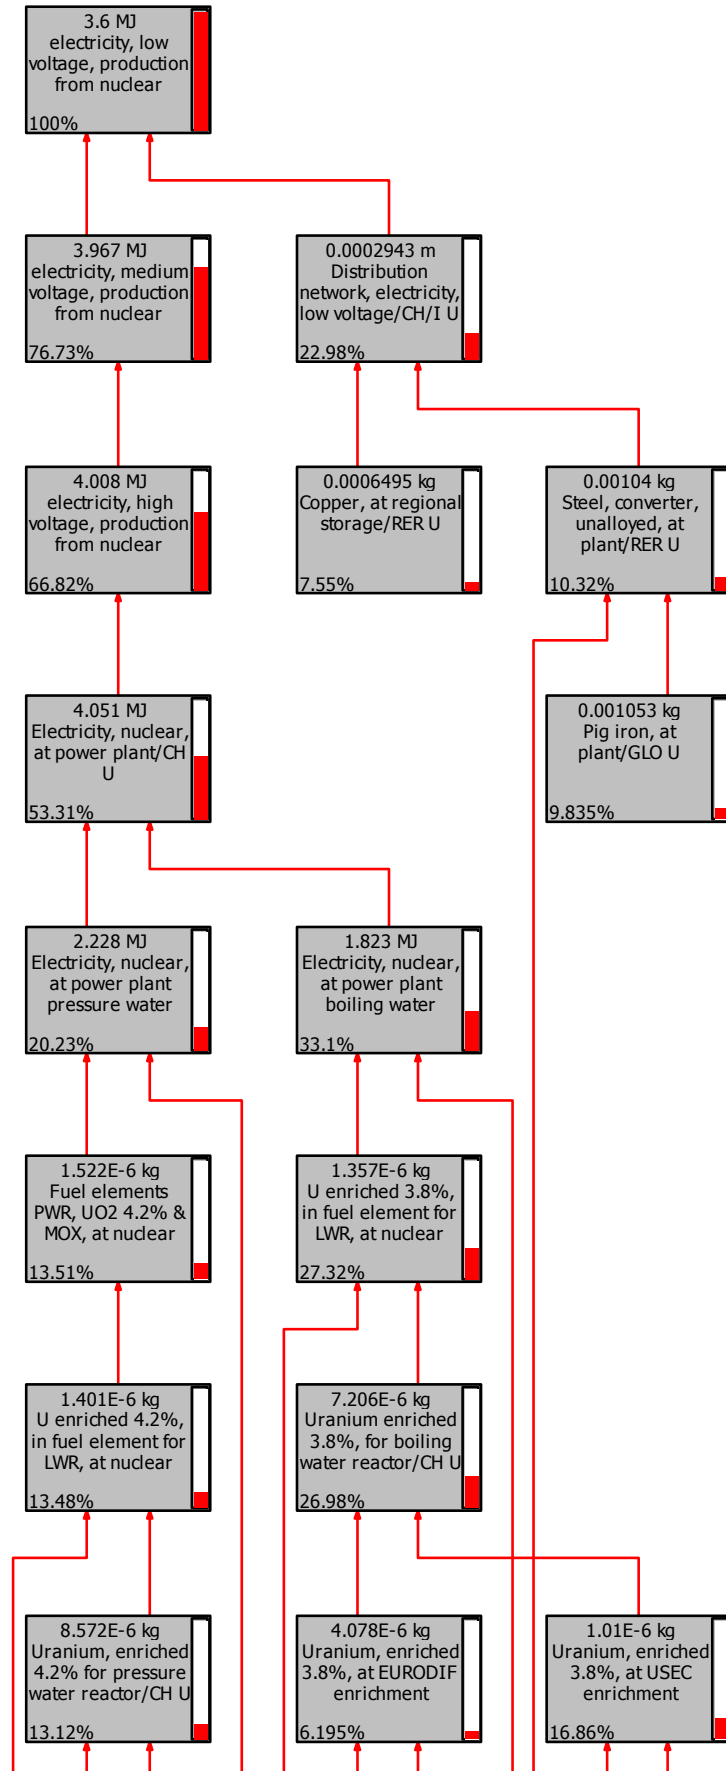 3.6 MJ
electricity, low
voltage, production
from nuclear
100%
3.967 MJ
electricity, medium
voltage, production
from nuclear
76.73%
0.0002943 m
Distribution
network, electricity,
low voltage/CH/I U
22.98%
4.008 MJ
electricity, high
voltage, production
from nuclear
66.82%
0.0006495 kg
Copper, at regional
storage/RER U
7.55%
0.00104 kg
Steel, converter,
unalloyed, at
plant/RER U
10.32%
4.051 MJ
Electricity, nuclear,
at power plant/CH
U
53.31%
0.001053 kg
Pig iron, at
plant/GLO U
9.835%
2.228 MJ
Electricity, nuclear,
at power plant
pressure water
20.23%
1.823 MJ
Electricity, nuclear,
at power plant
boiling water
33.1%
1.522E-6 kg
Fuel elements
PWR, UO2 4.2% &
MOX, at nuclear
13.51%
1.357E-6 kg
U enriched 3.8%,
in fuel element for
LWR, at nuclear
27.32%
1.401E-6 kg
U enriched 4.2%,
in fuel element for
LWR, at nuclear
13.48%
7.206E-6 kg
Uranium enriched
3.8%, for boiling
water reactor/CH U
26.98%
8.572E-6 kg
Uranium, enriched
4.2% for pressure
water reactor/CH U
13.12%
4.078E-6 kg
Uranium, enriched
3.8%, at EURODIF
enrichment
6.195%
1.01E-6 kg
Uranium, enriched
3.8%, at USEC
enrichment
16.86%